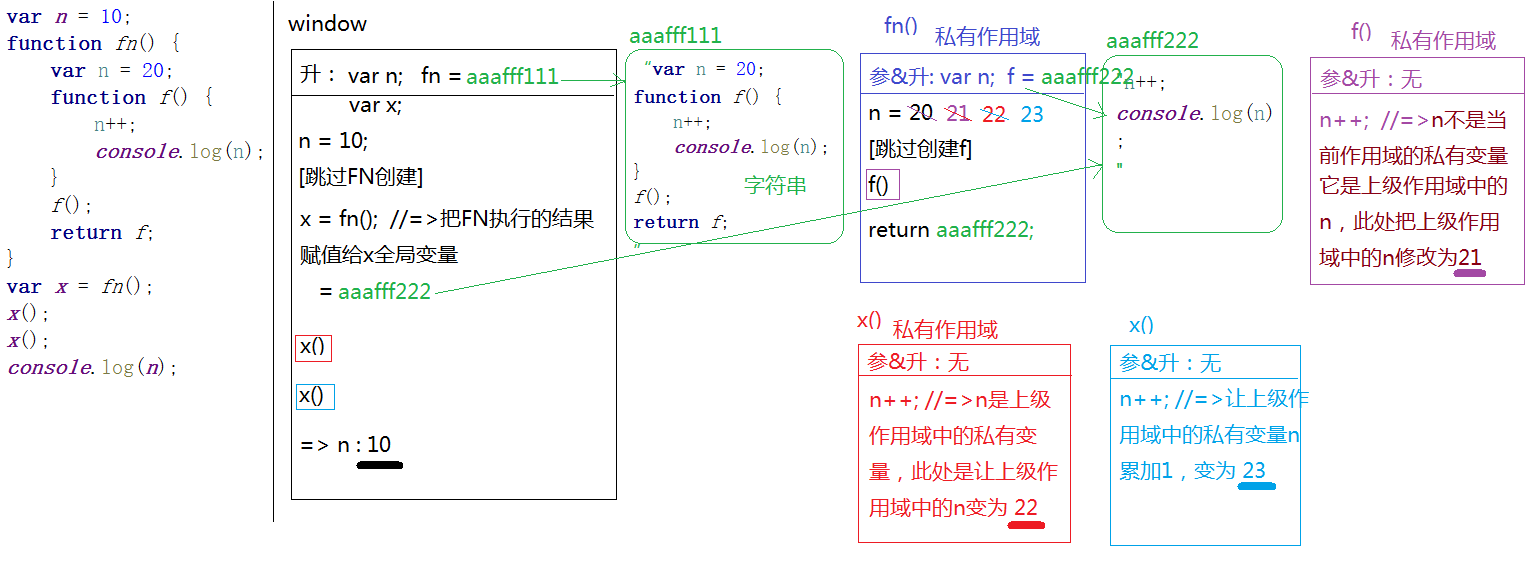 var n = 10;
function fn() {
var n = 20;
function f() {
n++;
console.log(n);
}
f();
return f;
}
var x = fn();
x();
x();
console.log(n);
window
升： var n; fn = aaafff111
var x;
n = 10;
[跳过FN创建]
x = fn(); //=>把FN执行的结果
赋值给x全局变量
= aaafff222
x()
x()
=> n : 10
aaafff111
“var n = 20;
function f() {
n++;
console.log(n);
}
f();
return f;
“
字符串
fn() 私有作用域
参&升: var n; f = aaafff222
n = 20 21 22 23
[跳过创建f]
f()
return aaafff222;
aaafff222
“n++;
console.log(n)
;
"
f() 私有作用域
参&升：无
n++; //=>n不是当
前作用域的私有变量
它是上级作用域中的
n，此处把上级作用
域中的n修改为21
x() 私有作用域
参&升：无
n++; //=>n是上级
作用域中的私有变
量，此处是让上级作
用域中的n变为 22
x()
参&升：无
n++; //=>让上级作
用域中的私有变量n
累加1，变为 23